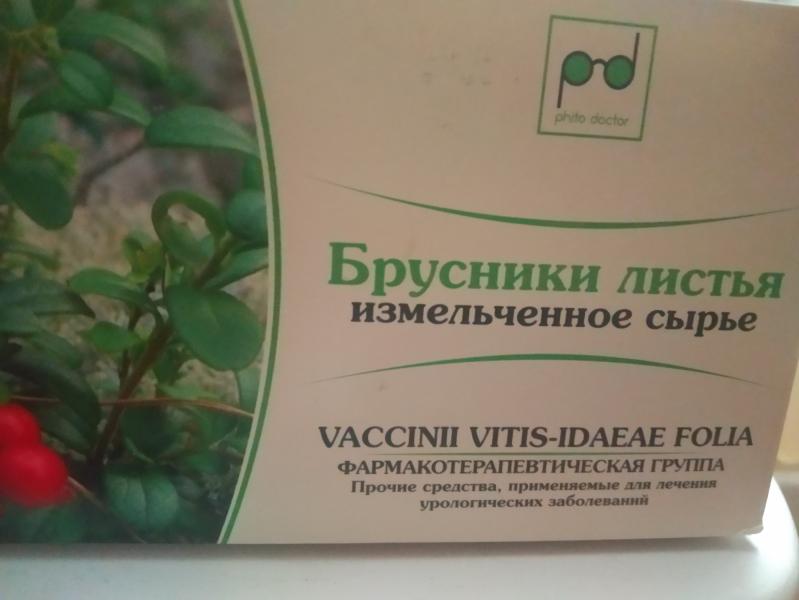 phito doctor
Брусники листья
измельченное сырье
VACCINII VITIS-IDAEAE FOLIA
ФАРМАКОТЕРАПЕВТИЧЕСКАЯ ГРУППА
Прочие средства, применяемые для лечения
урологических заболеваний